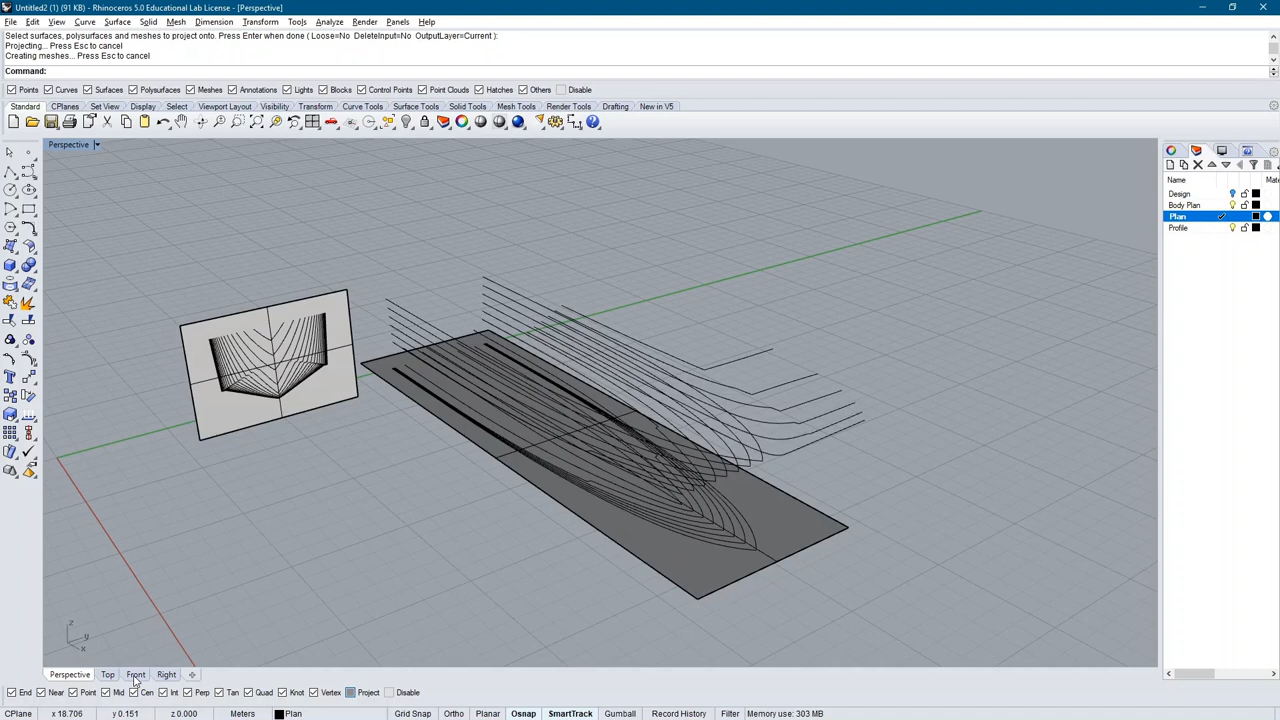 Untitled2 (1) (91 KB) - Rhinoceros 5.0 Educational Lab License - [Perspective]
File Edit View Curve Surface Solid Mesh Dimension Transform Tools Analyze Render Panels Help
Select surfaces, polysurfaces and meshes to project onto. Press Enter when done ( Loose=No DeleteInput=No OutputLayer=Current ):
Projecting... Press Esc to cancel
Creating meshes... Press Esc to cancel
Command:
Points Curves Surfaces Polysurfaces Meshes Annotations Lights Blocks Control Points Point Clouds Hatches Others Disable
Standard CPlanes Set View Display Select Viewport Layout Visibility Transform Curve Tools Surface Tools Solid Tools Mesh Tools Render Tools Drafting New in V5
Perspective
Name Mate
Design
Body Plan
Plan
Profile
z
y
x
Perspective Top Front Right
End Near Point Mid Cen Int Perp Tan Quad Knot Vertex Project Disable
CPlane x 18.706 y 0.151 z 0.000 Meters Plan Grid Snap Ortho Planar Osnap SmartTrack Gumball Record History Filter Memory use: 303 MB